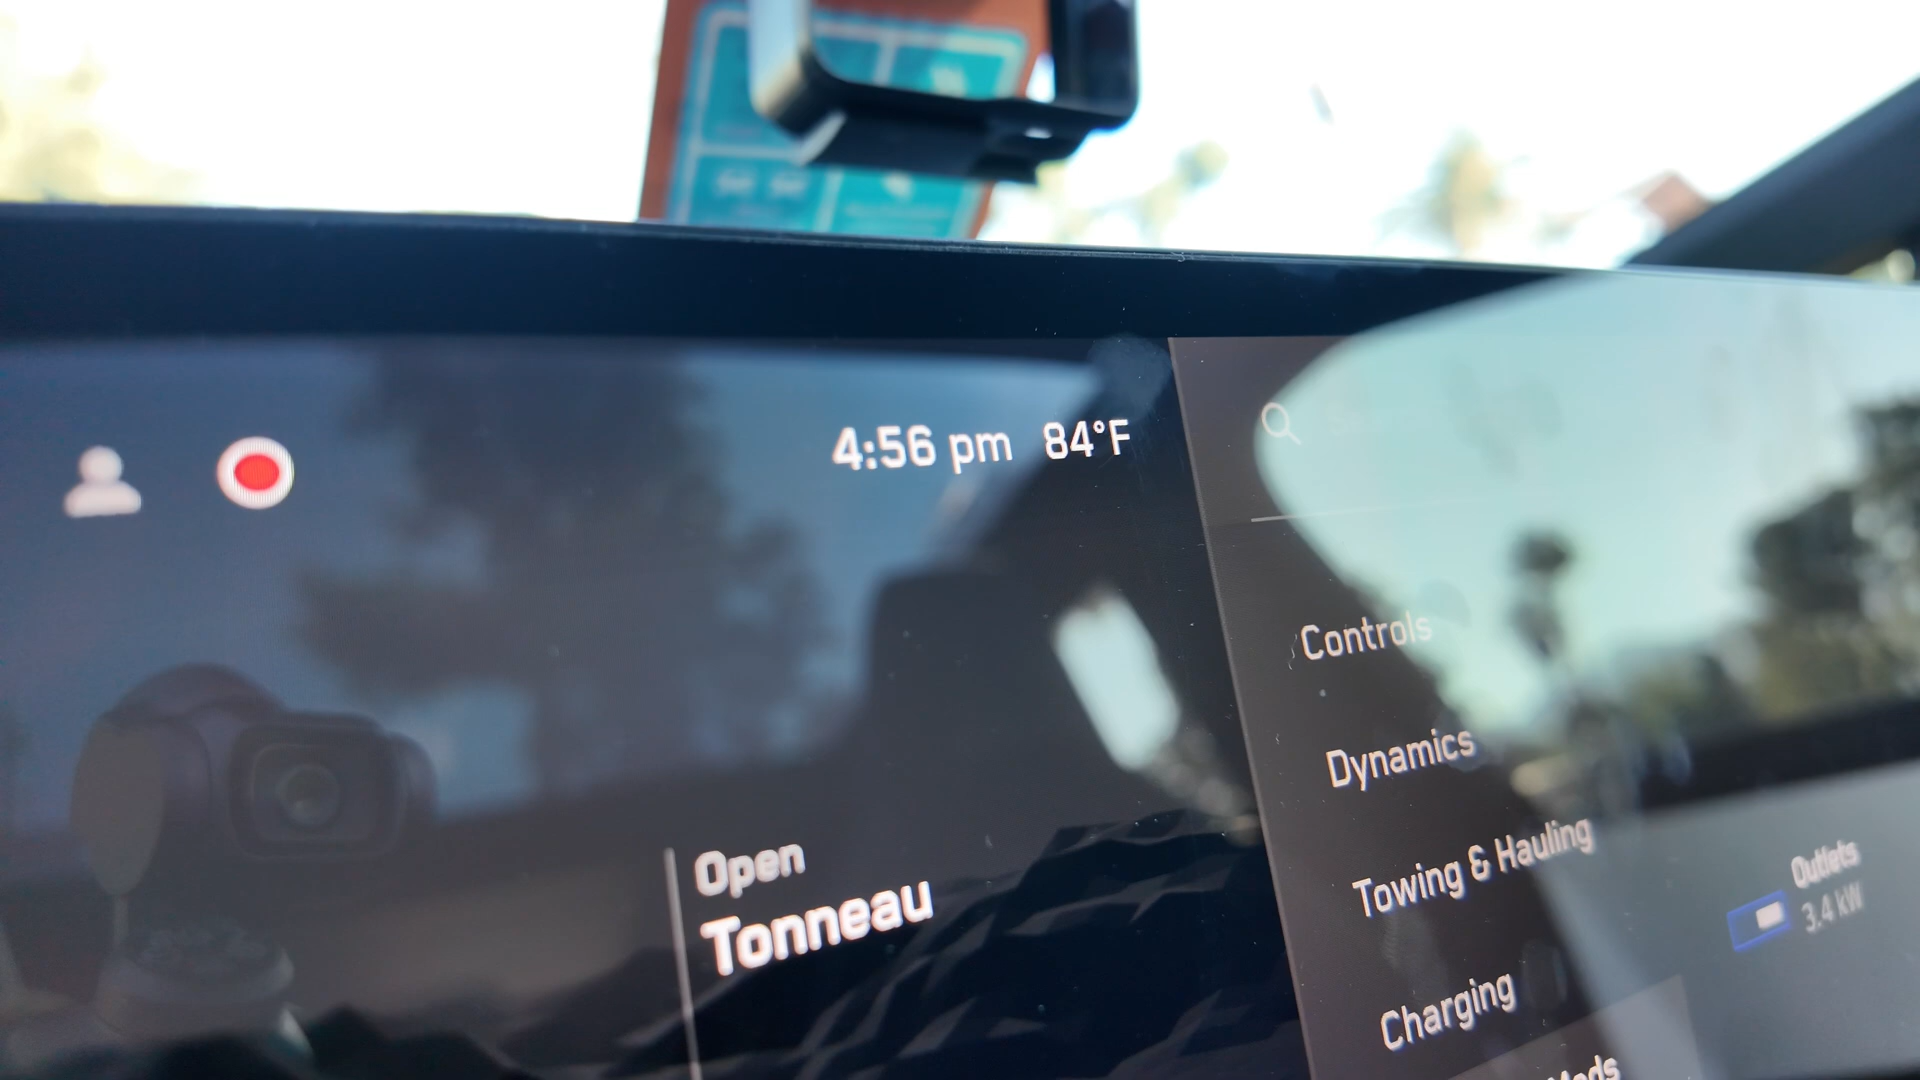 4:56 pm 84°F
Open
Tonneau
Controls
Dynamics
Towing & Hauling
Charging
Outlets
3.4 kW